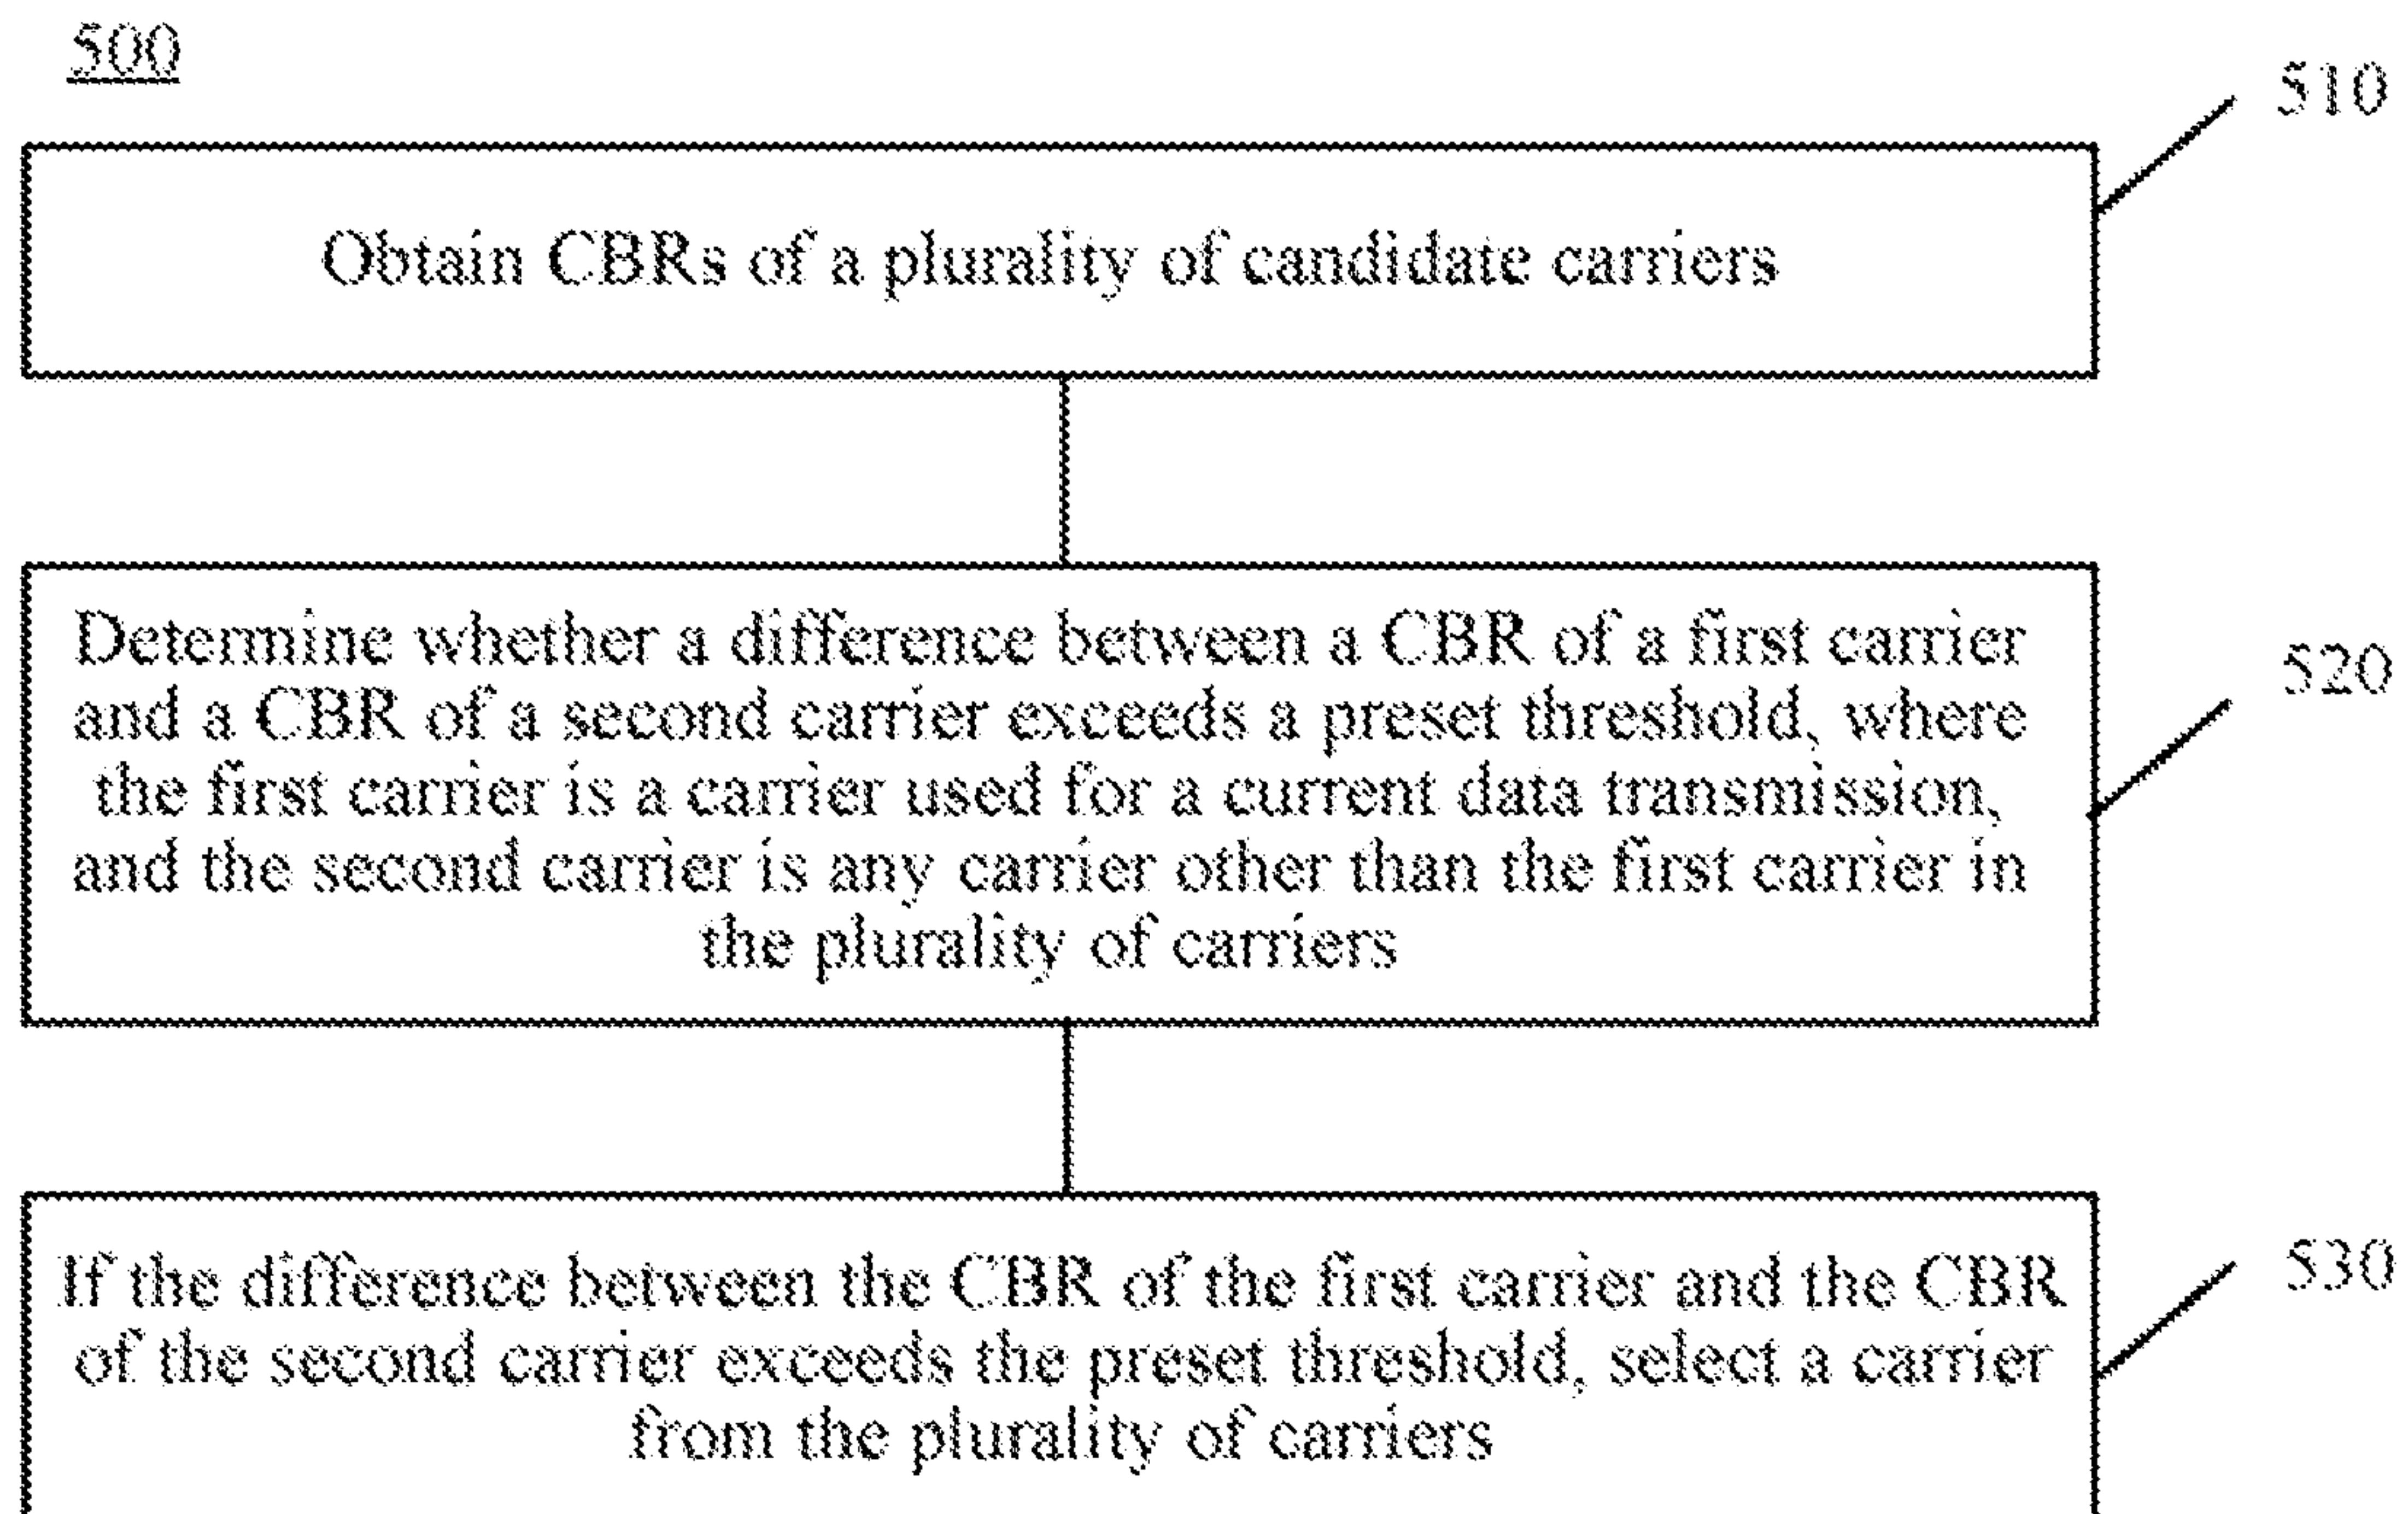 500
510
Obtain CBRs of a plurality of candidate carriers
Determine whether a difference between a CBR of a first carrier
and a CBR of a second carrier exceeds a preset threshold, where
the first carrier is a carrier used for a current data transmission,
and the second carrier is any carrier other than the first carrier in
the plurality of carriers
520
If the difference between the CBR of the first carrier and the CBR
of the second carrier exceeds the preset threshold, select a carrier
from the plurality of carriers
530